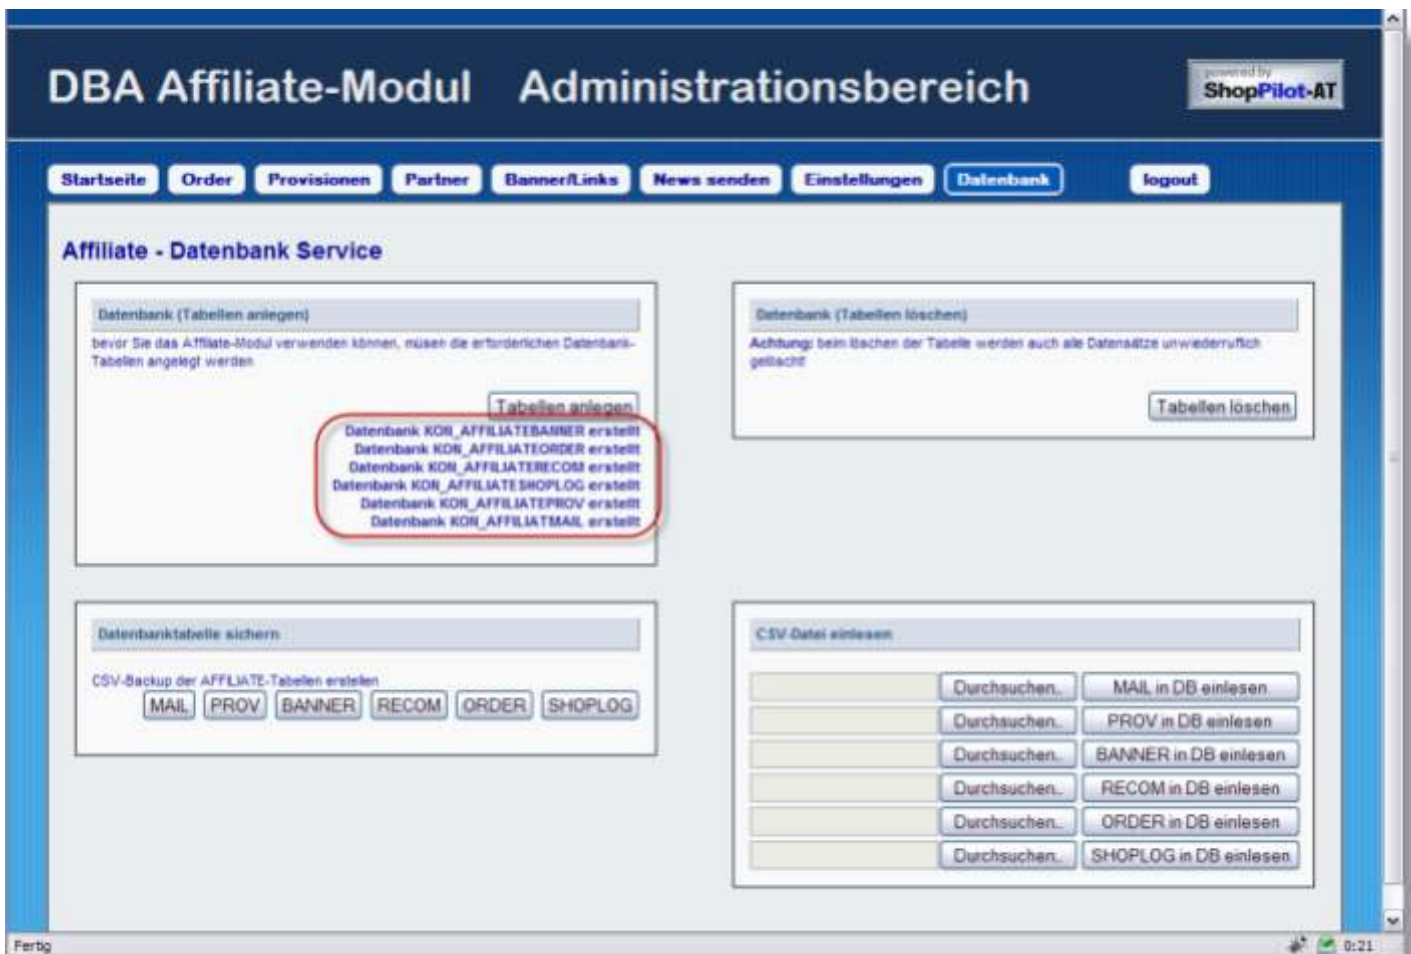 DBA Affiliate-Modul Administrationsbereich
powered by
ShopPilot-AT
Startseite Order Provisionen Partner Banner/Links News senden Einstellungen Datenbank logout
Affiliate - Datenbank Service
Datenbank (Tabellen anlegen)
bevor Sie das Affiliate-Modul verwenden können, müsen die erforderlichen Datenbank-
Tabellen angelegt werden
Tabellen anlegen
Datenbank KON_AFFILIATEBANNER erstellt
Datenbank KON_AFFILIATEORDER erstellt
Datenbank KON_AFFILIATERECOM erstellt
Datenbank KON_AFFILIATESHOPLOG erstellt
Datenbank KON_AFFILIATEPROV erstellt
Datenbank KON_AFFILIATMAIL erstellt
Datenbank (Tabellen löschen)
Achtung: beim löschen der Tabelle werden auch alle Datensätze unwiederruflich
gelöscht!
Tabellen löschen
Datenbanktabelle sichern
CSV-Backup der AFFILIATE-Tabellen erstellen
MAIL PROV BANNER RECOM ORDER SHOPLOG
CSV-Datei einlesen
Durchsuchen.. MAIL in DB einlesen
Durchsuchen.. PROV in DB einlesen
Durchsuchen.. BANNER in DB einlesen
Durchsuchen.. RECOM in DB einlesen
Durchsuchen.. ORDER in DB einlesen
Durchsuchen.. SHOPLOG in DB einlesen
Fertig
0:21